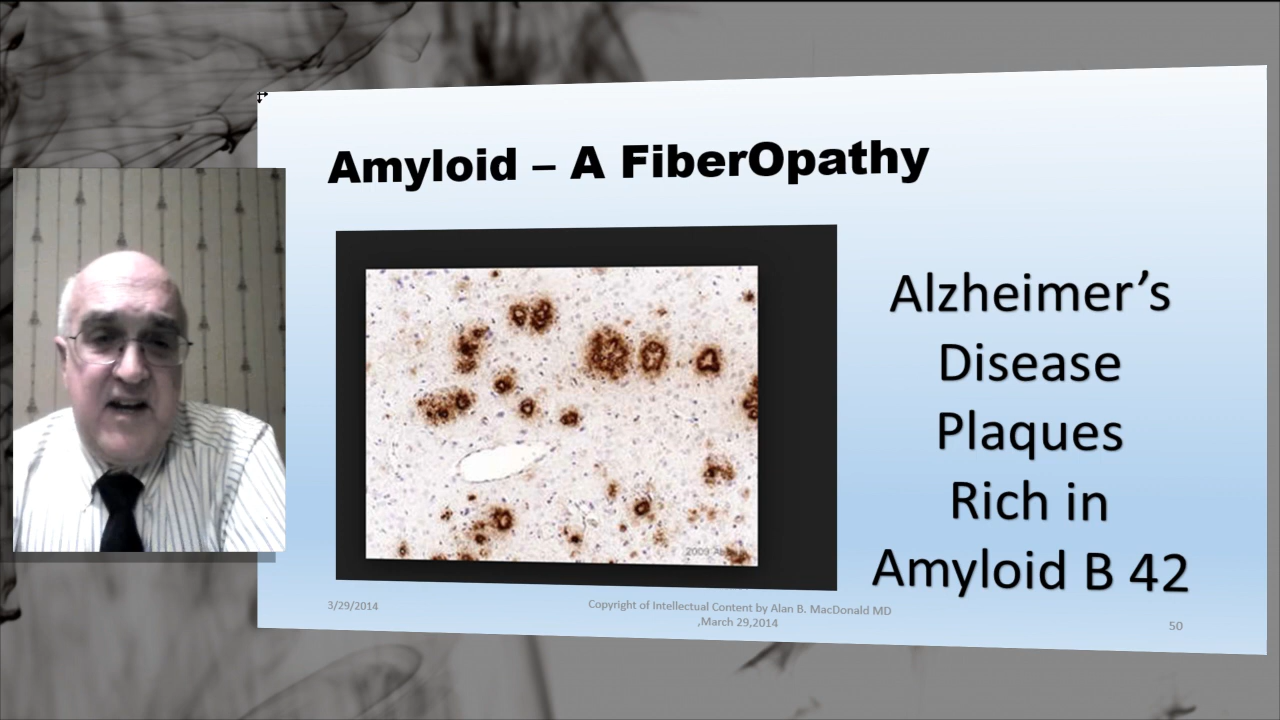 Amyloid – A FiberOpathy
Alzheimer’s
Disease
Plaques
Rich in
Amyloid B 42
2009
3/29/2014
Copyright of Intellectual Content by Alan B. MacDonald MD
,March 29,2014
50